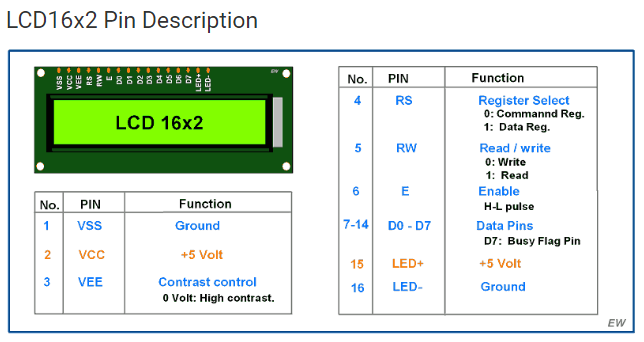 LCD16x2 Pin Description
EW
VSS
VCC
VEE
RS
RW
E
D0
D1
D2
D3
D4
D5
D6
D7
LED+
LED-
LCD 16x2
No. PIN Function
1 VSS Ground
2 VCC +5 Volt
3 VEE Contrast control
0 Volt: High contrast.
No. PIN Function
4 RS Register Select
0: Commannd Reg.
1: Data Reg.
5 RW Read / write
0: Write
1: Read
6 E Enable
H-L pulse
7-14 D0 - D7 Data Pins
D7: Busy Flag Pin
15 LED+ +5 Volt
16 LED- Ground
EW